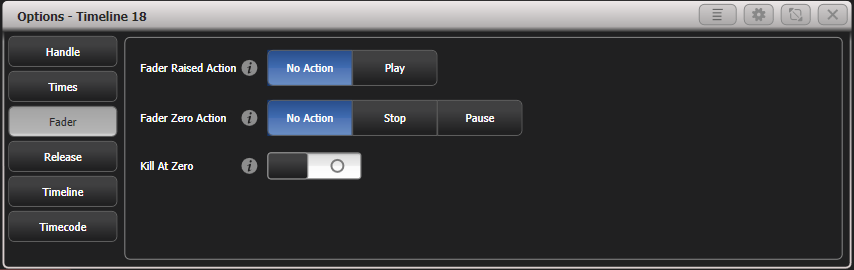 Options - Timeline 18
Handle
Times
Fader
Release
Timeline
Timecode
Fader Raised Action i No Action Play
Fader Zero Action i No Action Stop Pause
Kill At Zero i